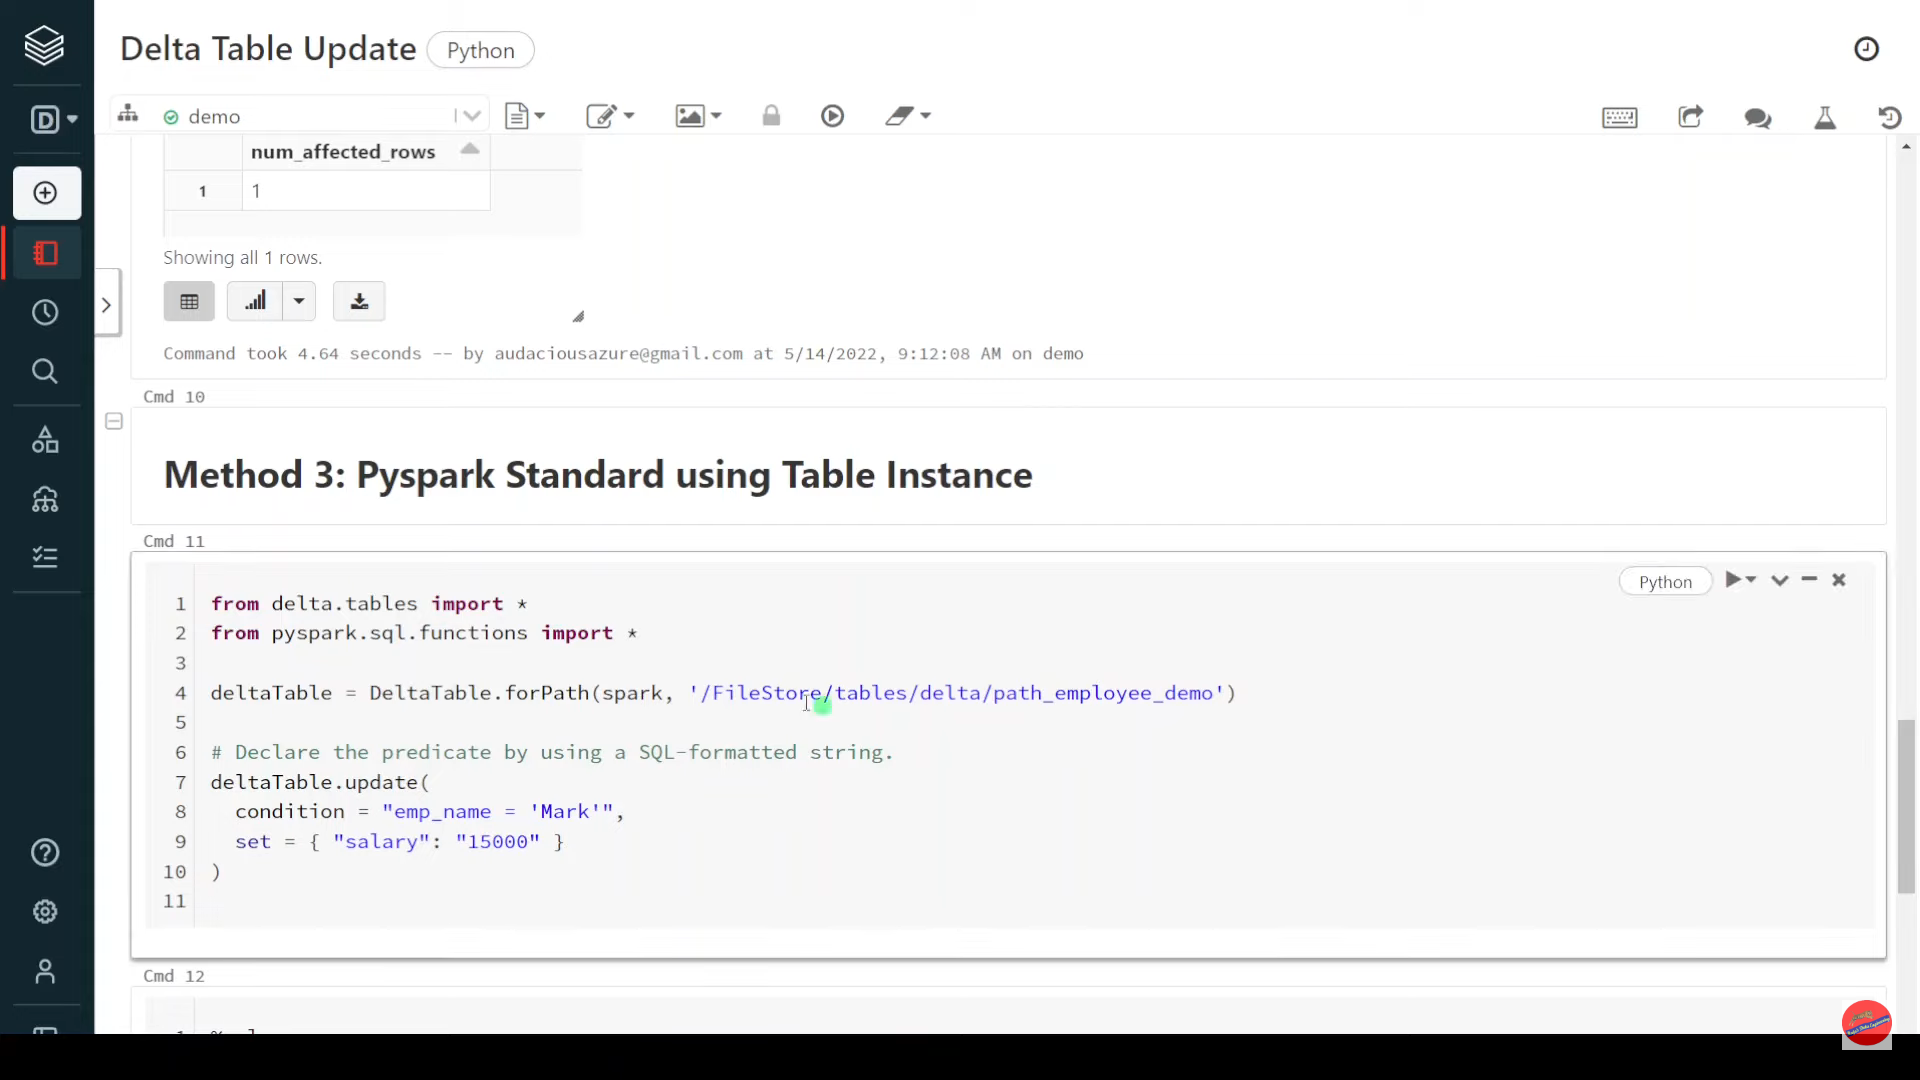 Delta Table Update Python
demo
num_affected_rows
1 1
Showing all 1 rows.
Command took 4.64 seconds -- by audaciousazure@gmail.com at 5/14/2022, 9:12:08 AM on demo
Cmd 10
Method 3: Pyspark Standard using Table Instance
Cmd 11
Python
1 from delta.tables import *
2 from pyspark.sql.functions import *
3
4 deltaTable = DeltaTable.forPath(spark, '/FileStore/tables/delta/path_employee_demo')
5
6 # Declare the predicate by using a SQL-formatted string.
7 deltaTable.update(
8 condition = "emp_name = 'Mark'",
9 set = { "salary": "15000" }
10 )
11
Cmd 12